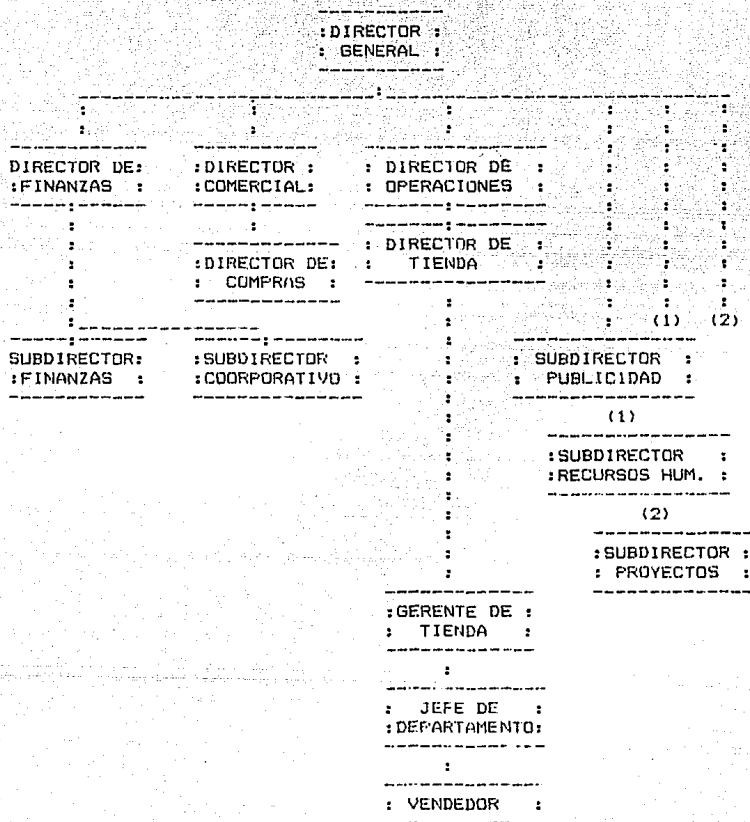 DIRECTOR
GENERAL
DIRECTOR DE
FINANZAS
DIRECTOR
COMERCIAL
DIRECTOR DE
OPERACIONES
DIRECTOR DE
COMPRAS
DIRECTOR DE
TIENDA
(1) (2)
SUBDIRECTOR
FINANZAS
SUBDIRECTOR
COORPORATIVO
SUBDIRECTOR
PUBLICIDAD
(1)
SUBDIRECTOR
RECURSOS HUM.
(2)
SUBDIRECTOR
PROYECTOS
GERENTE DE
TIENDA
JEFE DE
DEPARTAMENTO
VENDEDOR